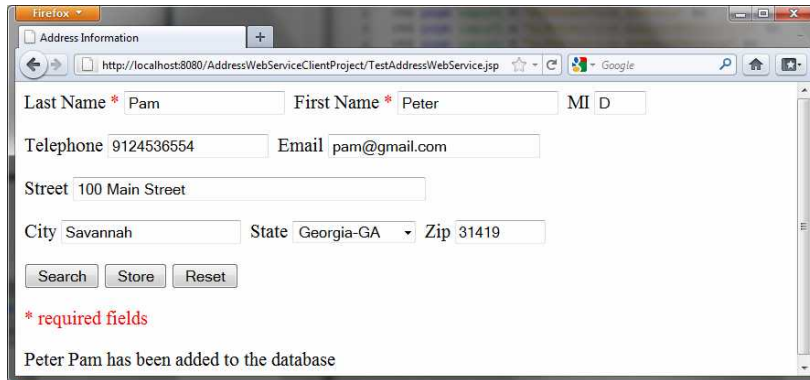 Firefox
Address Information +
http://localhost:8080/AddressWebServiceClientProject/TestAddressWebService.jsp Google
Last Name * Pam First Name * Peter MI D
Telephone 9124536554 Email pam@gmail.com
Street 100 Main Street
City Savannah State Georgia-GA Zip 31419
Search Store Reset
* required fields
Peter Pam has been added to the database